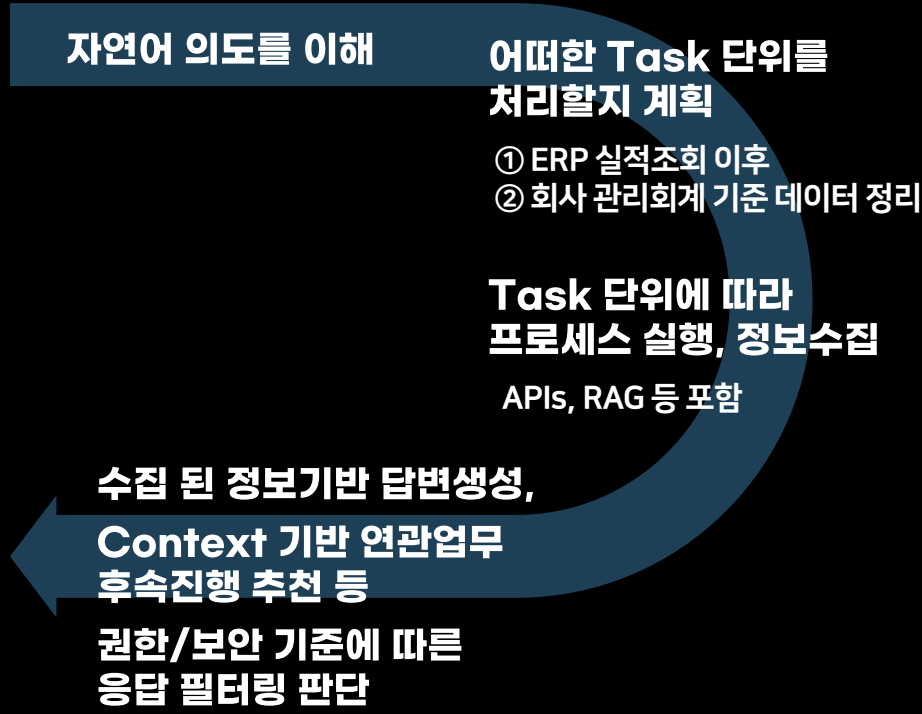 자연어 의도를 이해
어떠한 Task 단위를
처리할지 계획
① ERP 실적조회 이후
② 회사 관리회계 기준 데이터 정리
Task 단위에 따라
프로세스 실행, 정보수집
APIs, RAG 등 포함
수집 된 정보기반 답변생성,
Context 기반 연관업무
후속진행 추천 등
권한/보안 기준에 따른
응답 필터링 판단